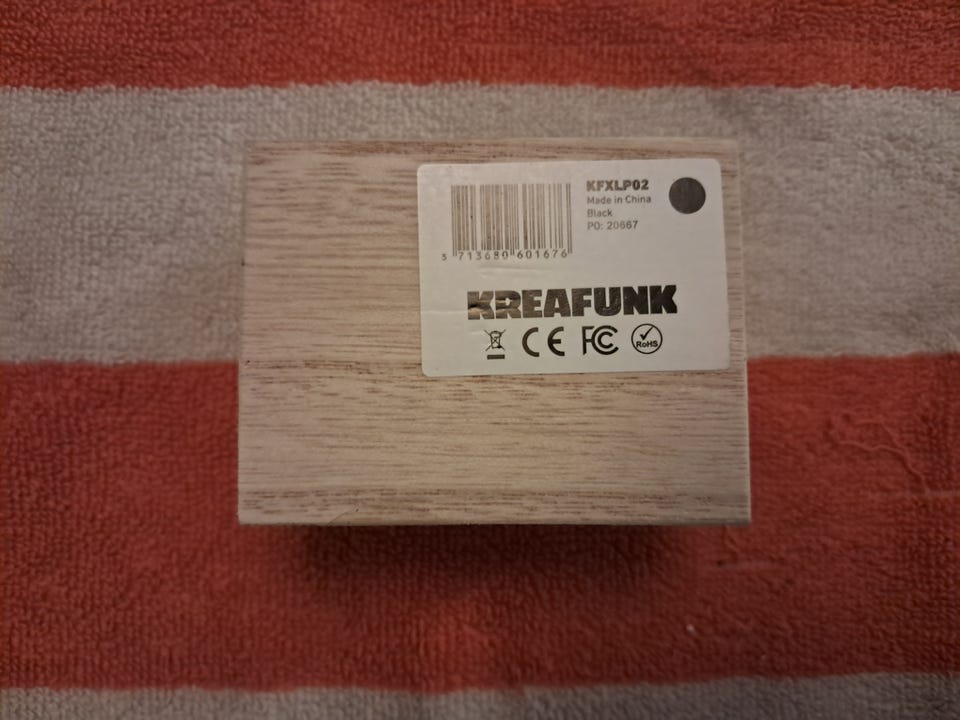 KFXLP02
Made in China
Black
PO: 20667
5 713680 601676
KREAFUNK
CE FC RoHS